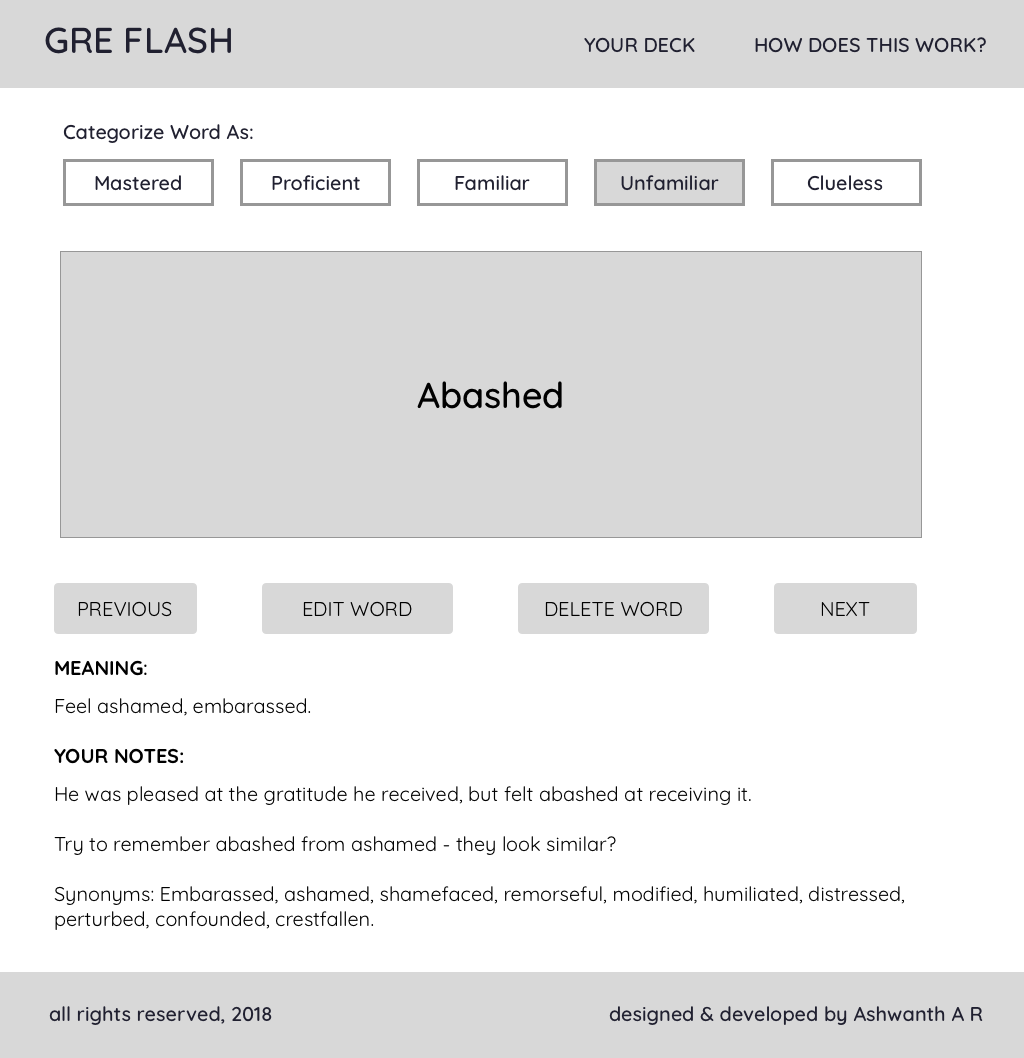 GRE FLASH
YOUR DECK
HOW DOES THIS WORK?
Categorize Word As:
Mastered
Proficient
Familiar
Unfamiliar
Clueless
Abashed
PREVIOUS
EDIT WORD
DELETE WORD
NEXT
MEANING:
Feel ashamed, embarassed.
YOUR NOTES:
He was pleased at the gratitude he received, but felt abashed at receiving it.
Try to remember abashed from ashamed - they look similar?
Synonyms: Embarassed, ashamed, shamefaced, remorseful, modified, humiliated, distressed,
perturbed, confounded, crestfallen.
all rights reserved, 2018
designed & developed by Ashwanth A R